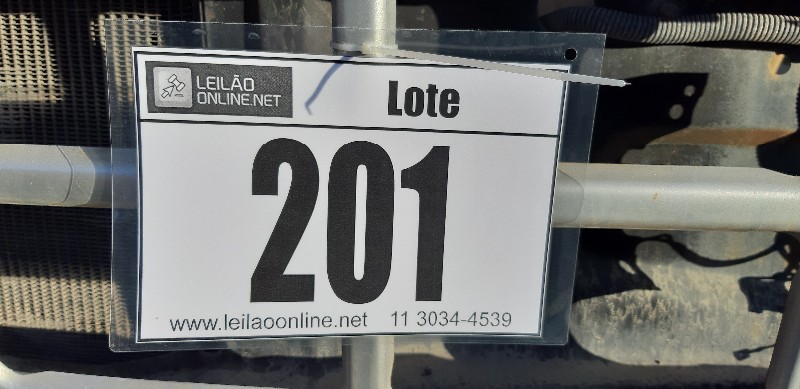 LEILÃO
ONLINE.NET
Lote
201
www.leilaoonline.net 11 3034-4539